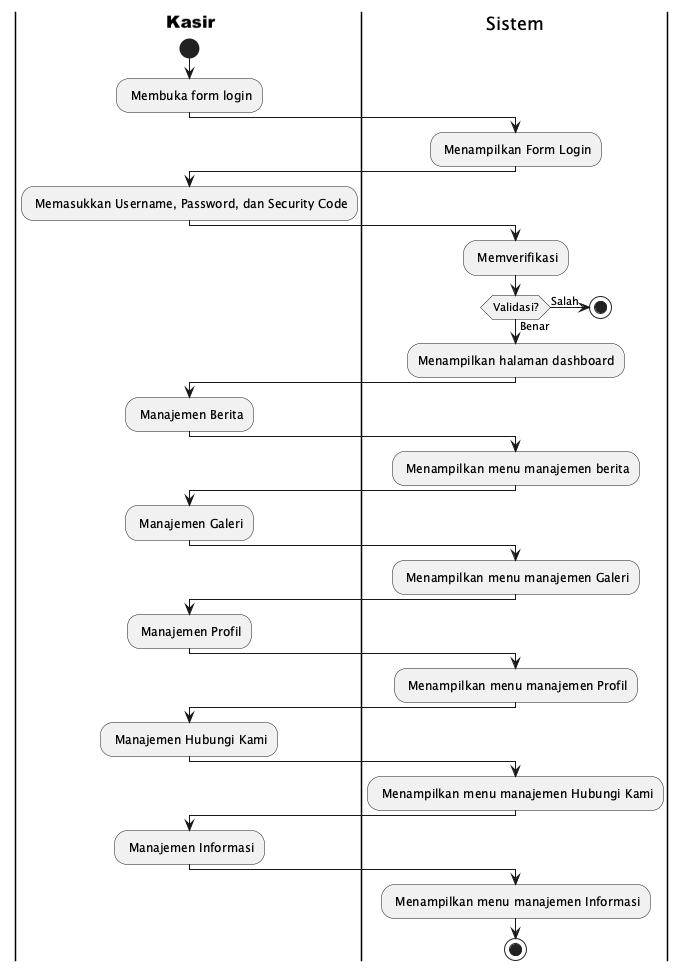 Kasir
Sistem
Membuka form login
Menampilkan Form Login
Memasukkan Username, Password, dan Security Code
Memverifikasi
Validasi?
Salah
Benar
Menampilkan halaman dashboard
Manajemen Berita
Menampilkan menu manajemen berita
Manajemen Galeri
Menampilkan menu manajemen Galeri
Manajemen Profil
Menampilkan menu manajemen Profil
Manajemen Hubungi Kami
Menampilkan menu manajemen Hubungi Kami
Manajemen Informasi
Menampilkan menu manajemen Informasi